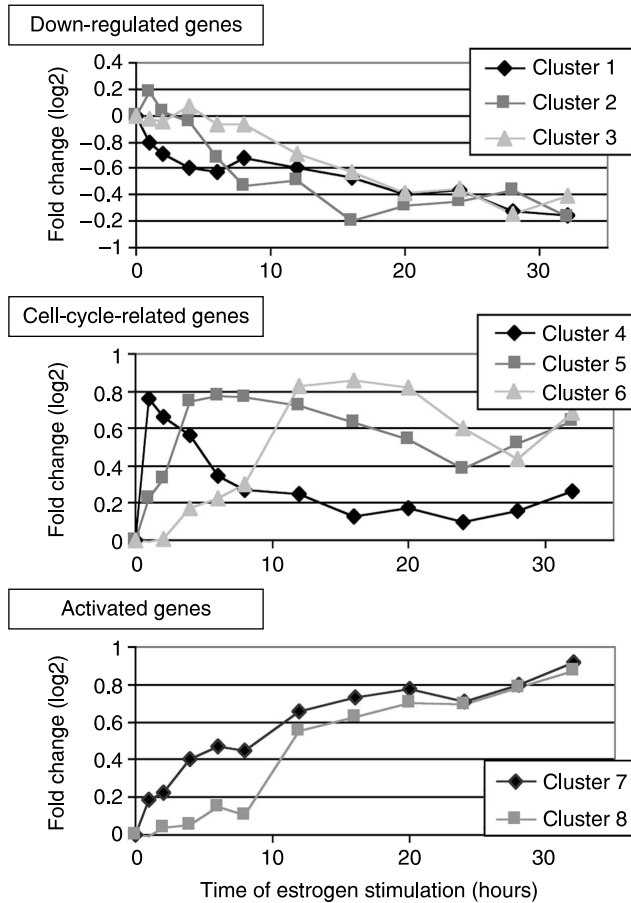 Down-regulated genes
Fold change (log2)
0.4
0.2
0
−0.8
−0.6
−0.4
−0.2
−1
0
10
20
30
Cluster 1
Cluster 2
Cluster 3
Cell-cycle-related genes
Fold change (log2)
1
0.8
0.6
0.4
0.2
0
0
10
20
30
Cluster 4
Cluster 5
Cluster 6
Activated genes
Fold change (log2)
1
0.8
0.6
0.4
0.2
0
0
10
20
30
Cluster 7
Cluster 8
Time of estrogen stimulation (hours)